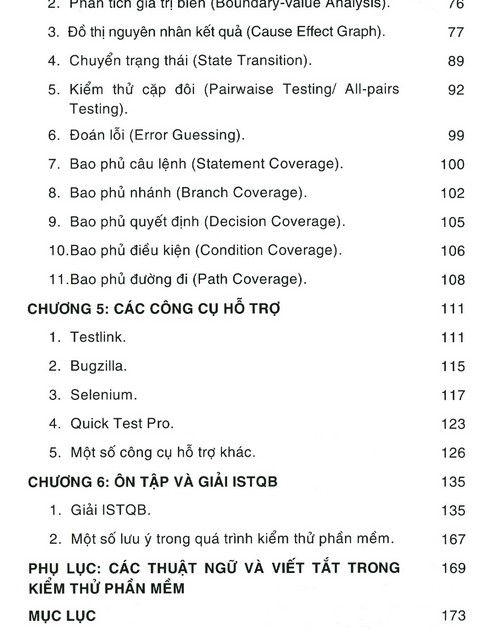 2. Phân tích giá trị biên (Boundary-Value Analysis). 76
3. Đồ thị nguyên nhân kết quả (Cause Effect Graph). 77
4. Chuyển trạng thái (State Transition). 89
5. Kiểm thử cặp đôi (Pairwaise Testing/ All-pairs 92
Testing).
6. Đoán lỗi (Error Guessing). 99
7. Bao phủ câu lệnh (Statement Coverage). 100
8. Bao phủ nhánh (Branch Coverage). 102
9. Bao phủ quyết định (Decision Coverage). 105
10.Bao phủ điều kiện (Condition Coverage). 106
11.Bao phủ đường đi (Path Coverage). 108
CHƯƠNG 5: CÁC CÔNG CỤ HỖ TRỢ 111
1. Testlink. 111
2. Bugzilla. 115
3. Selenium. 117
4. Quick Test Pro. 123
5. Một số công cụ hỗ trợ khác. 126
CHƯƠNG 6: ÔN TẬP VÀ GIẢI ISTQB 135
1. Giải ISTQB. 135
2. Một số lưu ý trong quá trình kiểm thử phần mềm. 167
PHỤ LỤC: CÁC THUẬT NGỮ VÀ VIẾT TẮT TRONG 169
KIỂM THỬ PHẦN MỀM
MỤC LỤC 173